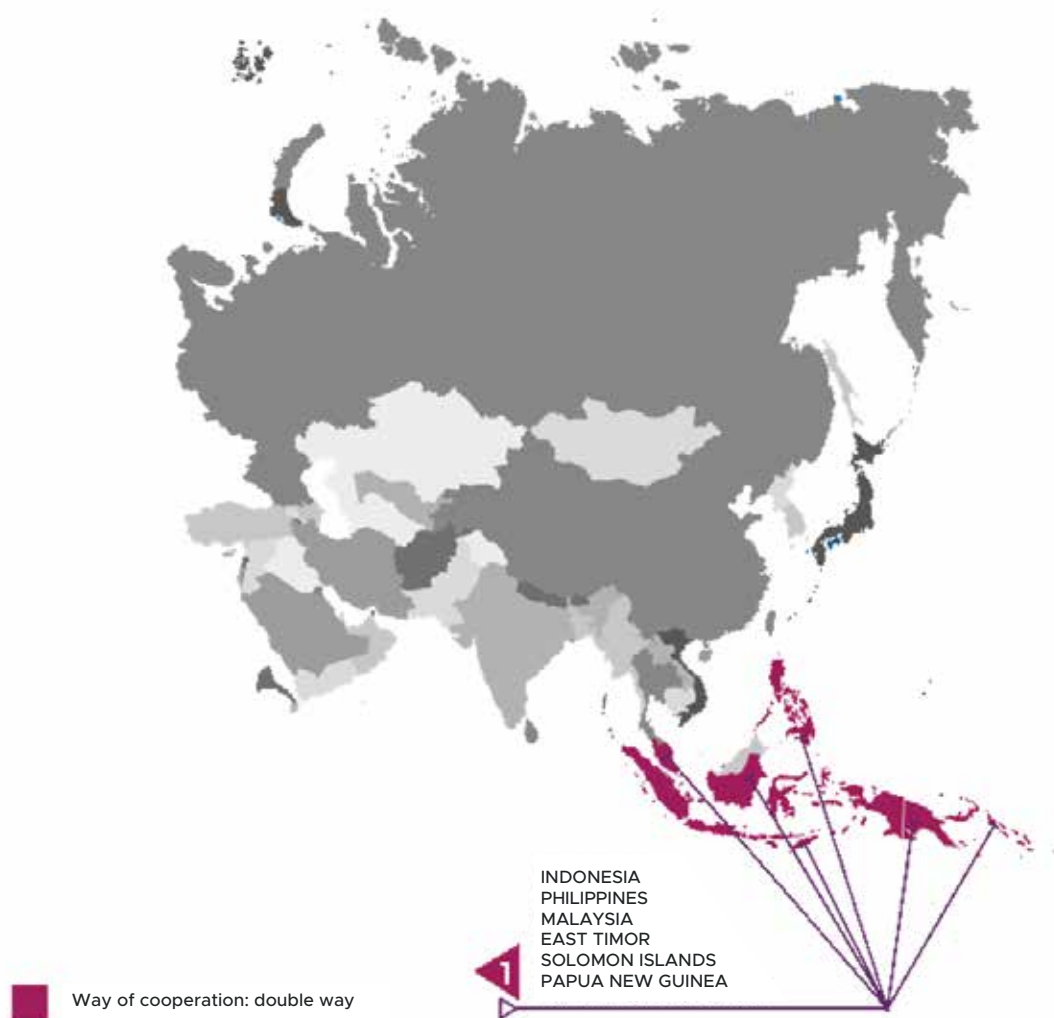 INDONESIA
PHILIPPINES
MALAYSIA
EAST TIMOR
SOLOMON ISLANDS
PAPUA NEW GUINEA
1
Way of cooperation: double way